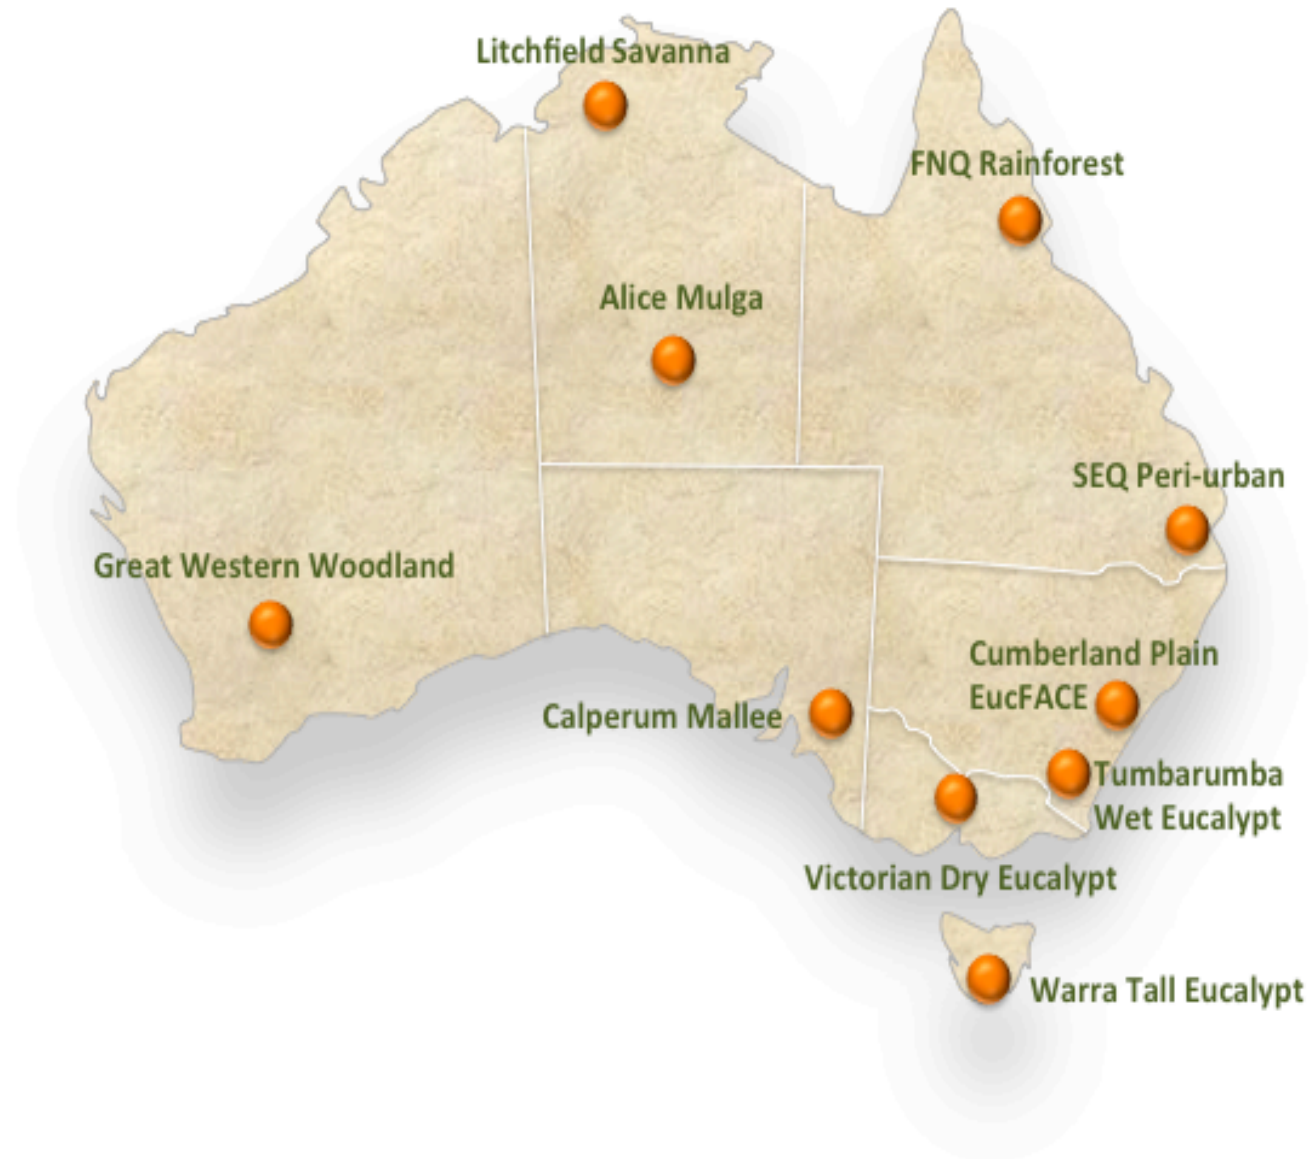 Litchfield Savanna
FNQ Rainforest
Alice Mulga
SEQ Peri-urban
Great Western Woodland
Cumberland Plain
EucFACE
Calperum Mallee
Tumbarumba
Wet Eucalypt
Victorian Dry Eucalypt
Warra Tall Eucalypt